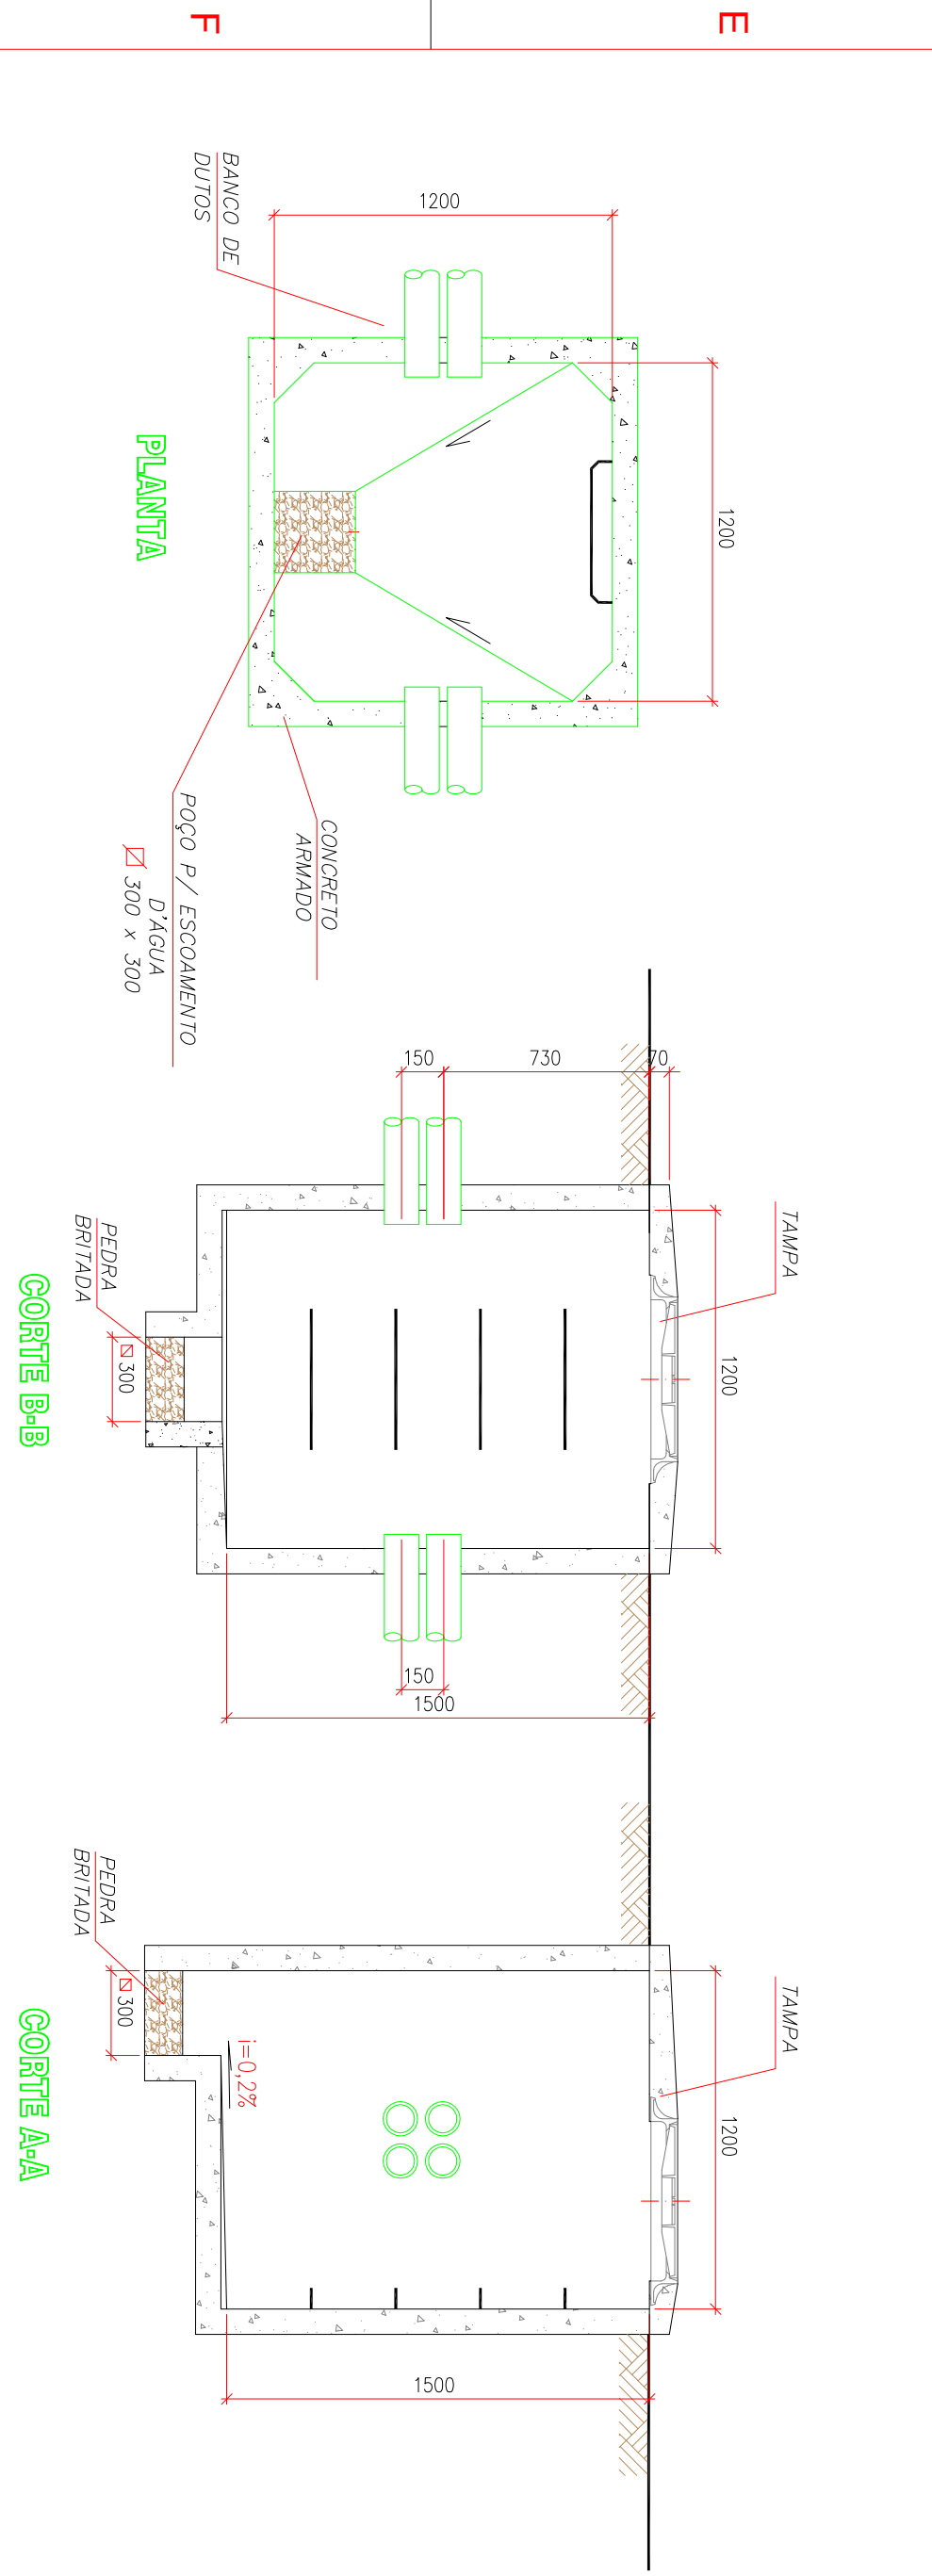 F
E
BANCO DE
DUTOS
1200
1200
CONCRETO
ARMADO
POÇO P/ ESCOAMENTO
D'ÁGUA
300 x 300
PLANTA
70
730
150
TAMPA
1200
PEDRA
BRITADA
300
150
1500
CORTE B-B
TAMPA
1200
PEDRA
BRITADA
300
i=0,2%
1500
CORTE A-A